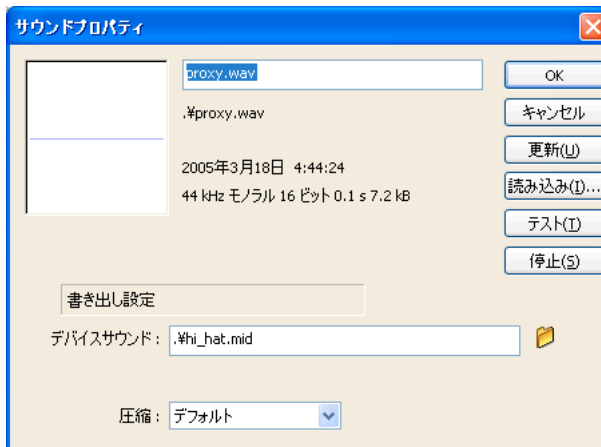 サウンドプロパティ
proxy.wav
OK
.¥proxy.wav
キャンセル
更新(U)
2005年3月18日 4:44:24
44 kHz モノラル 16 ビット 0.1 s 7.2 kB
読み込み(I)...
テスト(T)
停止(S)
書き出し設定
デバイスサウンド:
.¥hi_hat.mid
圧縮:
デフォルト